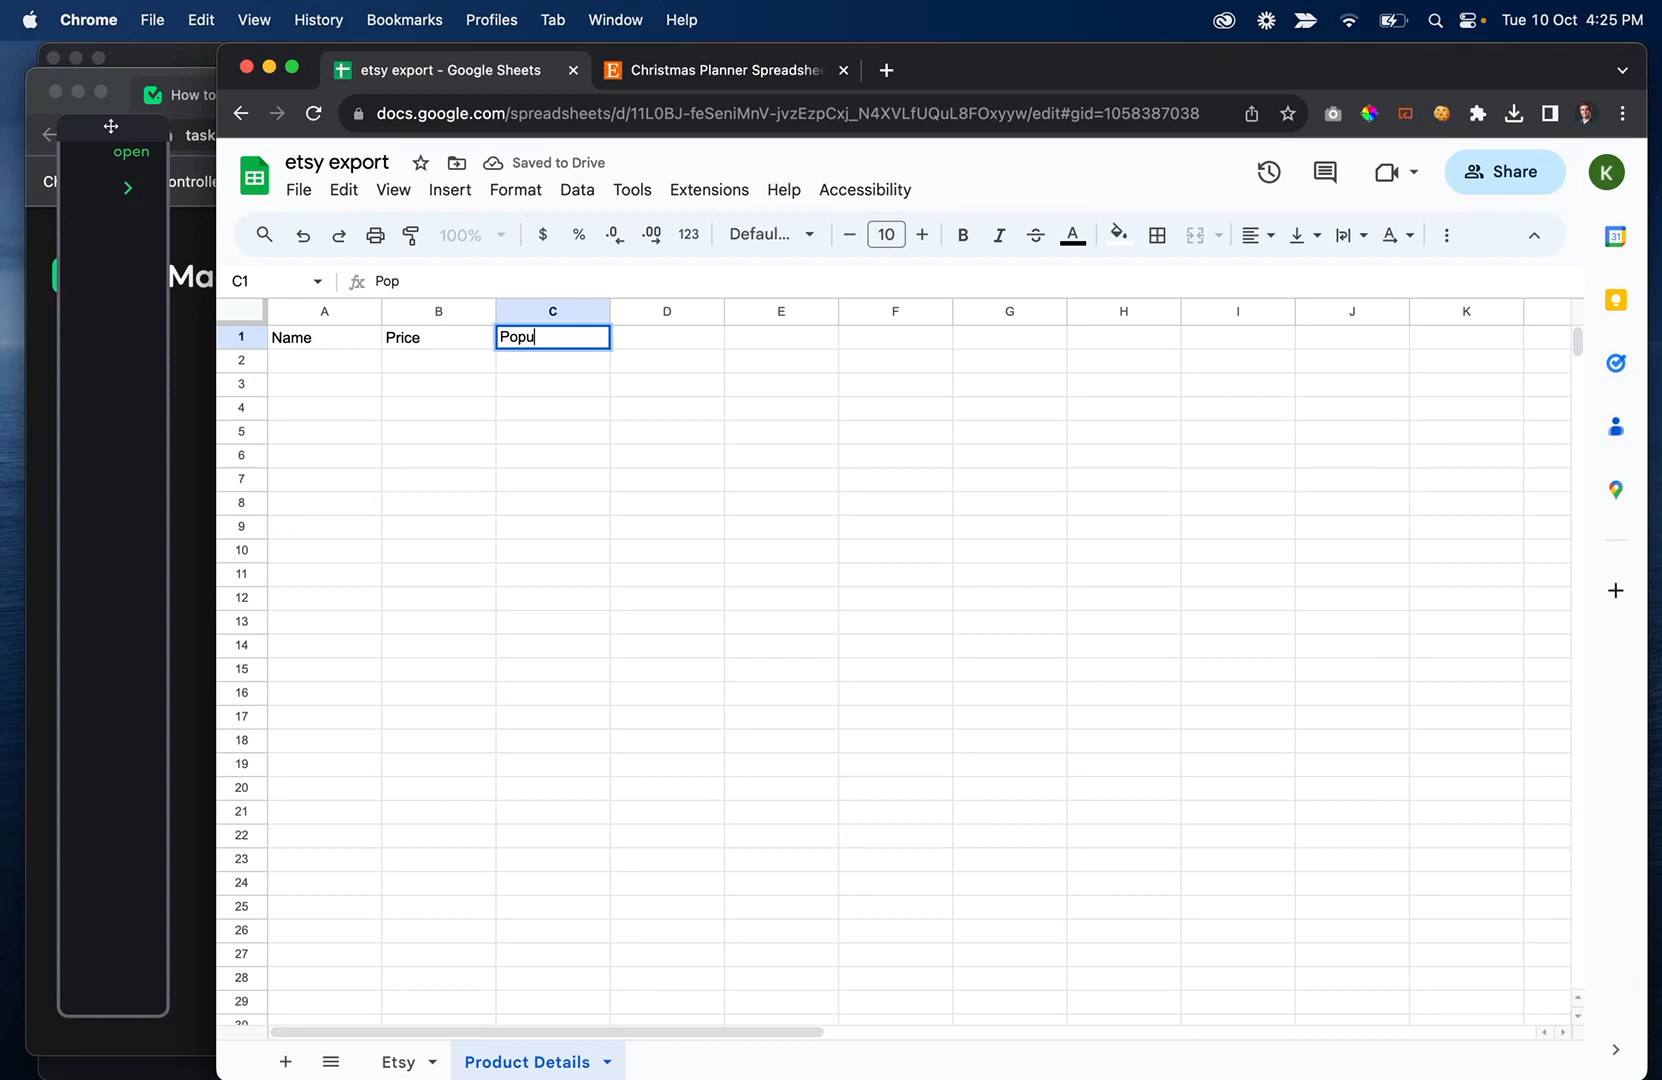 Chrome File Edit View History Bookmarks Profiles Tab Window Help Tue 10 Oct 4:25 PM
etsy export - Google Sheets
Christmas Planner Spreadshe
How to
docs.google.com/spreadsheets/d/11L0BJ-feSeniMnV-jvzEzpCxj_N4XVLfUQuL8FOxyyw/edit#gid=1058387038
task
open
etsy export
Saved to Drive
Ch
ontrolle
File Edit View Insert Format Data Tools Extensions Help Accessibility
Share
K
100% $ % .0 .00 123 Defaul... 10 B I S A
31
Ma
C1 fx Pop
A B C D E F G H I J K
1 Name Price Popu
2
3
4
5
6
7
8
9
10
11
12
13
14
15
16
17
18
19
20
21
22
23
24
25
26
27
28
29
30
Etsy Product Details